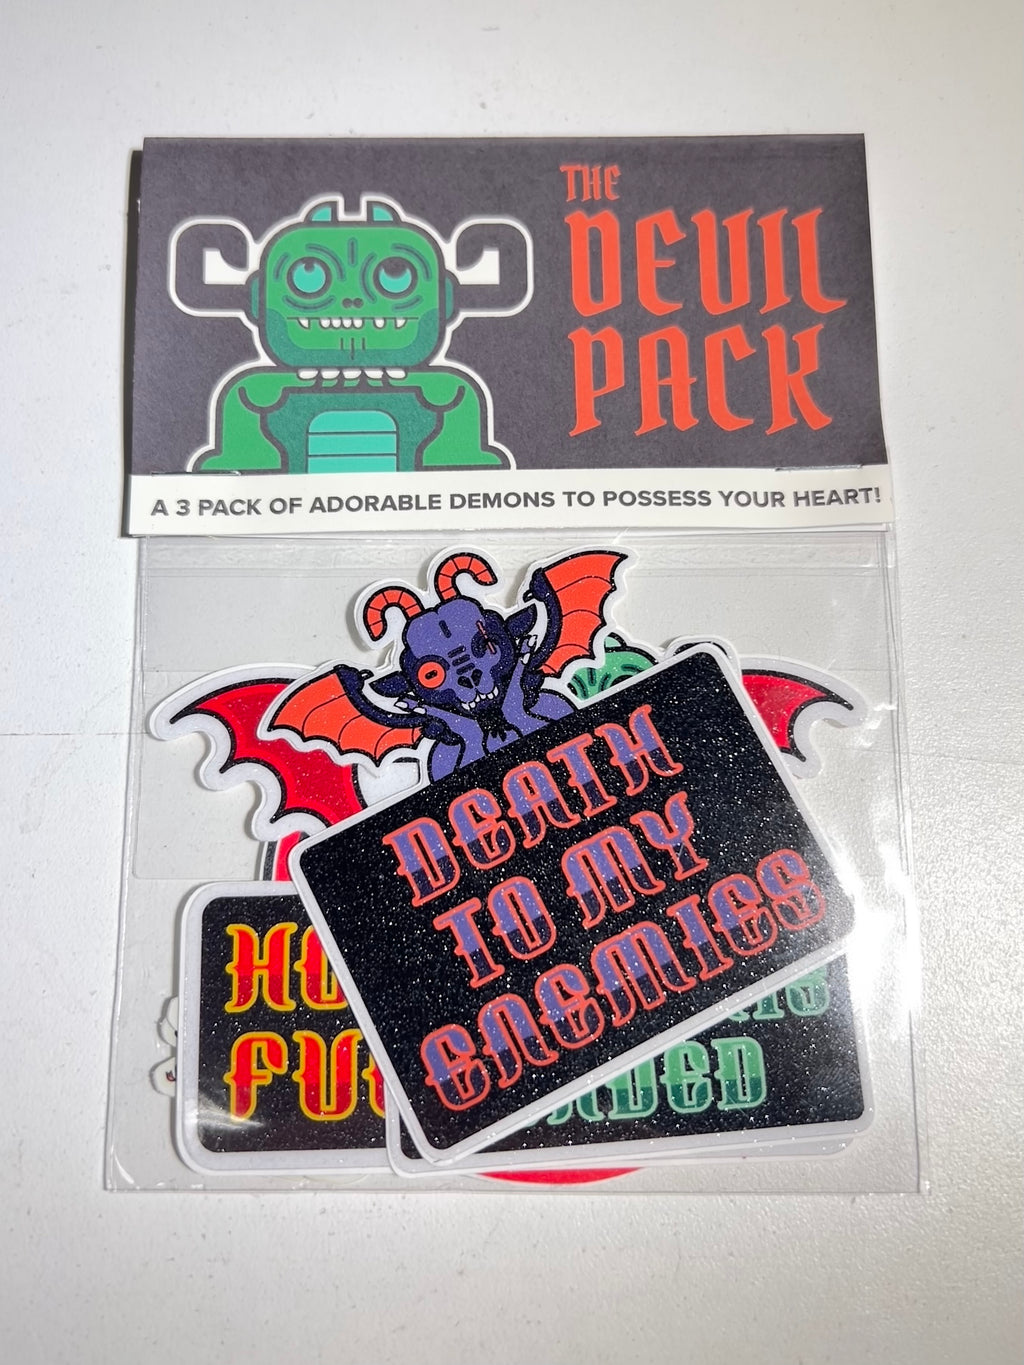 THE
DEVIL
PACK
A 3 PACK OF ADORABLE DEMONS TO POSSESS YOUR HEART!
DEATH
TO MY
ENEMIES